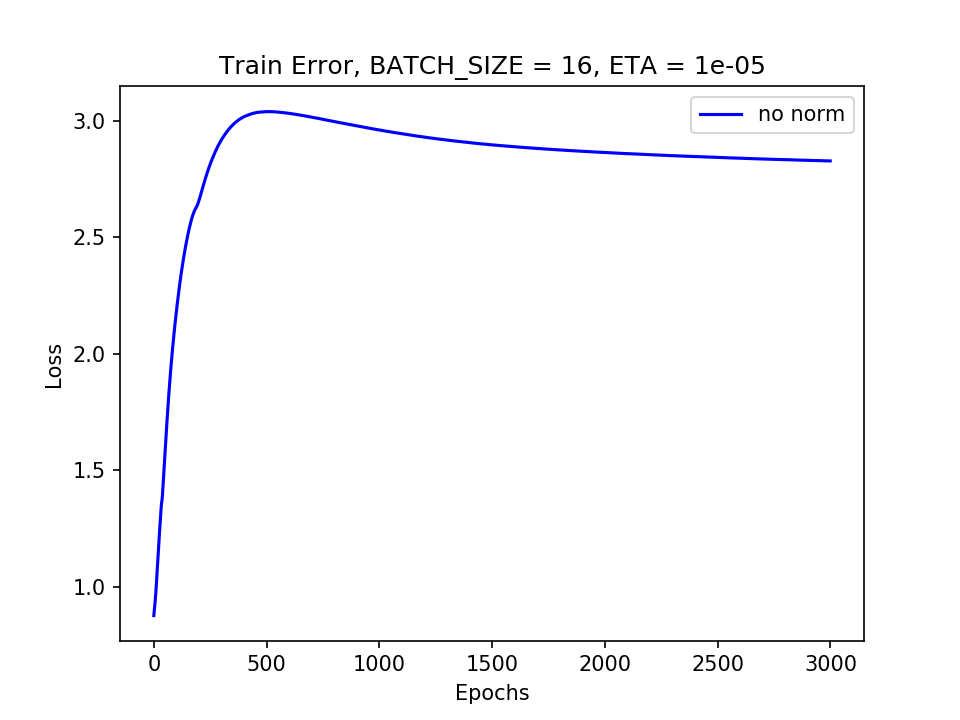 Train Error, BATCH_SIZE = 16, ETA = 1e-05
no norm
3.0
2.5
2.0
1.5
1.0
Loss
0 500 1000 1500 2000 2500 3000
Epochs